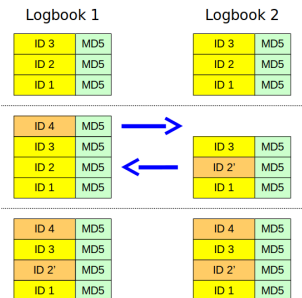 Logbook 1 Logbook 2
ID 3 MD5 ID 3 MD5
ID 2 MD5 ID 2 MD5
ID 1 MD5 ID 1 MD5
ID 4 MD5
ID 3 MD5 ID 3 MD5
ID 2 MD5 ID 2' MD5
ID 1 MD5 ID 1 MD5
ID 4 MD5 ID 4 MD5
ID 3 MD5 ID 3 MD5
ID 2' MD5 ID 2' MD5
ID 1 MD5 ID 1 MD5